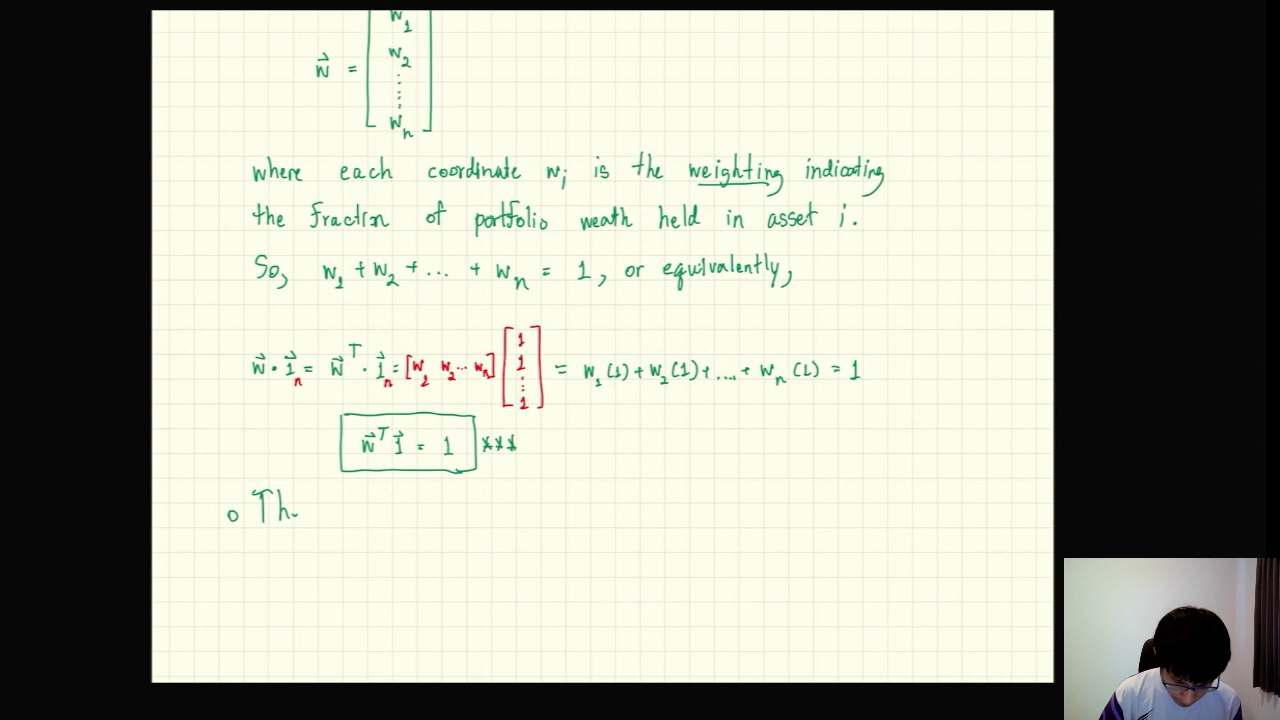 w⃗ = [w₁ w₂ ⋮ wₙ]
where each coordinate wᵢ is the weighting indicating
the fraction of portfolio weath held in asset i.
So, w₁ + w₂ + ... + wₙ = 1, or equivalently,
w⃗ · 1⃗ₙ = w⃗ᵀ · 1⃗ₙ = [w₁ w₂ ... wₙ] [1 1 ⋮ 1] = w₁(1) + w₂(1) + ... + wₙ(1) = 1
w⃗ᵀ 1⃗ = 1 ***
o Th